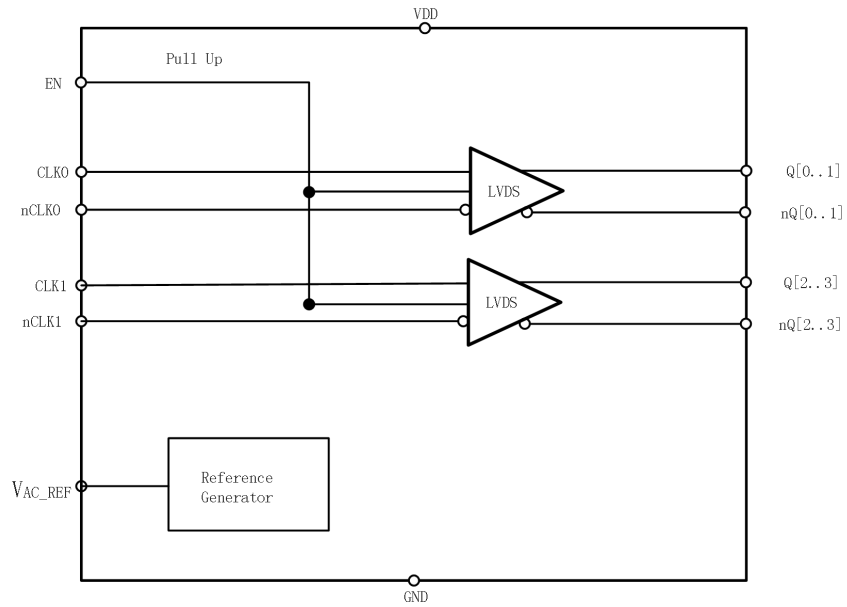 VDD
Pull Up
EN
CLK0
LVDS
Q[0..1]
nCLK0
nQ[0..1]
CLK1
LVDS
Q[2..3]
nCLK1
nQ[2..3]
VAC_REF
Reference
Generator
GND